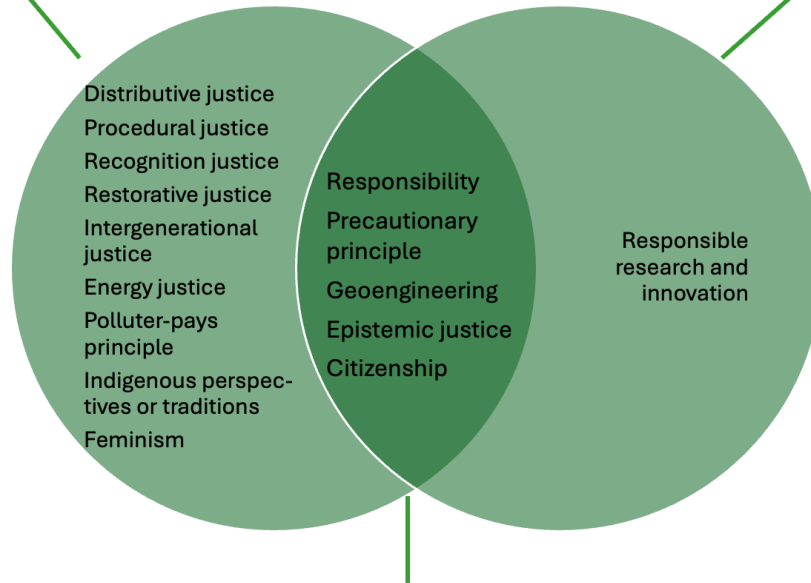 Distributive justice
Procedural justice
Recognition justice
Restorative justice
Intergenerational
justice
Energy justice
Polluter-pays
principle
Indigenous perspec-
tives or traditions
Feminism
Responsibility
Precautionary
principle
Geoengineering
Epistemic justice
Citizenship
Responsible
research and
innovation